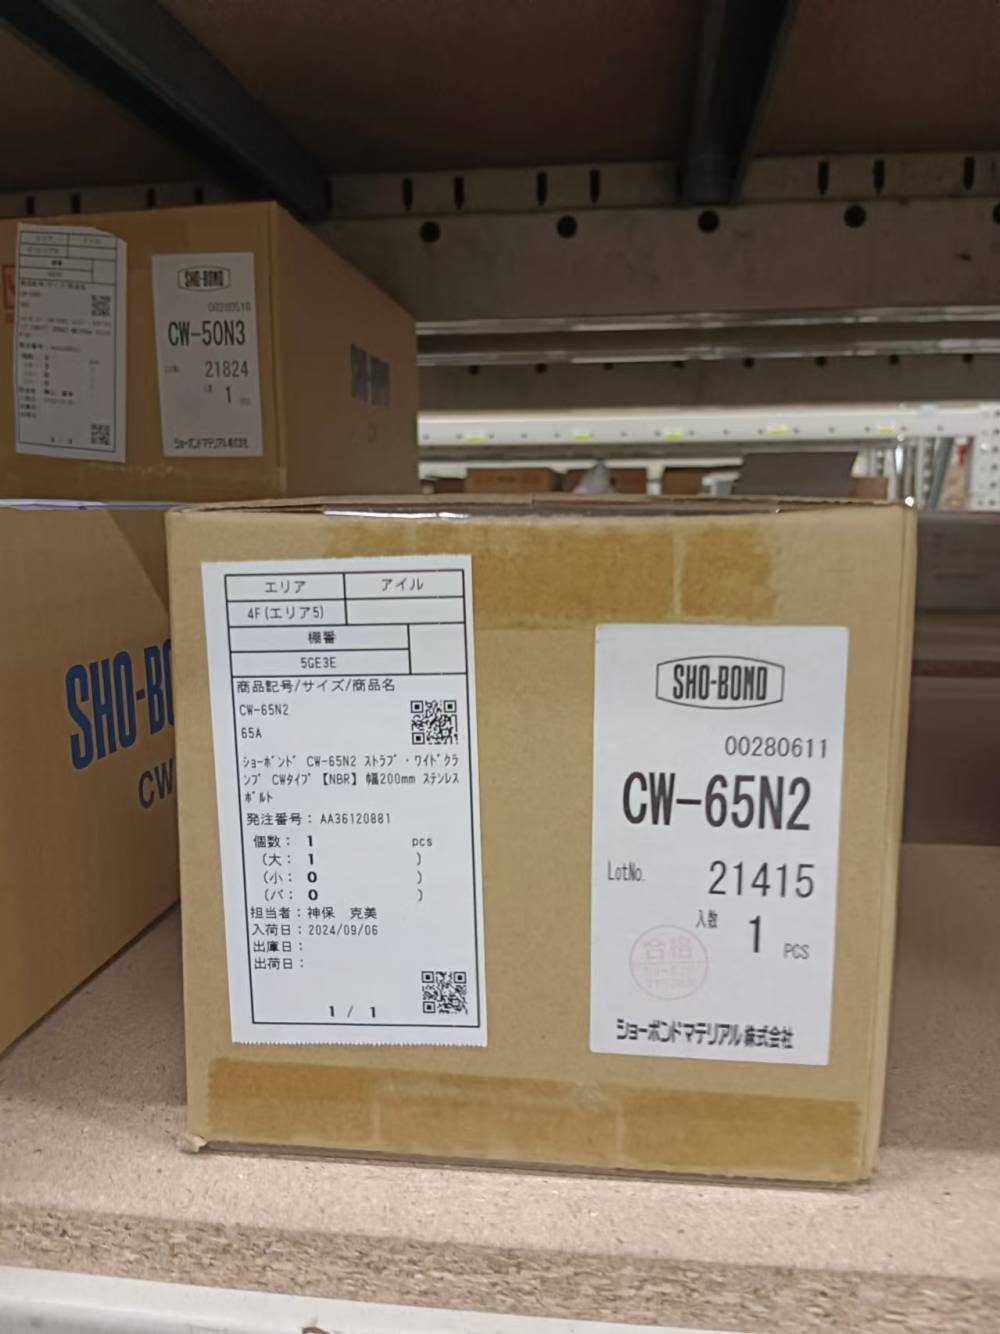 SHO-BOND
00280510
CW-50N3
21824
1
ショーボンドマテリアル株式会社
SHO-BO
CW
エリア
アイル
4F(エリア5)
棚番
5GE3E
商品記号/サイズ/商品名
CW-65N2
65A
ショーボンド CW-65N2 ストラブ・ワイドクラ
ンプ CWタイプ【NBR】 幅200mm ステンレス
ボルト
発注番号: AA36120881
個数: 1 pcs
(大: 1 )
(小: 0 )
(バ: 0 )
担当者:神保 克美
入荷日:2024/09/06
出庫日:
出荷日:
1 / 1
SHO-BOND
00280611
CW-65N2
LotNo. 21415
入数 1 PCS
合格
ショーボンドマテリアル株式会社